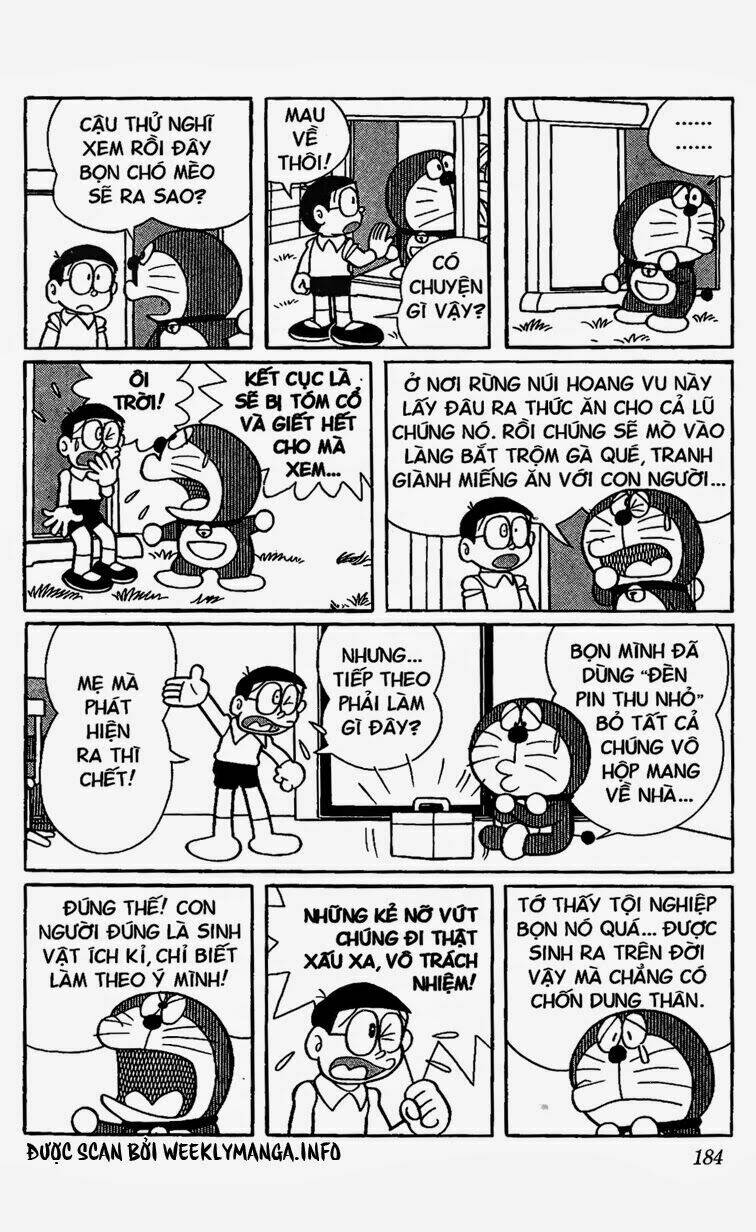 ......
......
MAU
VỀ
THÔI!
CÓ
CHUYỆN
GÌ VẬY?
CẬU THỬ NGHĨ
XEM RỒI ĐÂY
BỌN CHÓ MÈO
SẼ RA SAO?
Ở NƠI RỪNG NÚI HOANG VU NÀY
LẤY ĐÂU RA THỨC ĂN CHO CẢ LŨ
CHÚNG NÓ. RỒI CHÚNG SẼ MÒ VÀO
LÀNG BẮT TRỘM GÀ QUÉ, TRANH
GIÀNH MIẾNG ĂN VỚI CON NGƯỜI...
KẾT CỤC LÀ
SẼ BỊ TÓM CỔ
VÀ GIẾT HẾT
CHO MÀ
XEM...
ÔI
TRỜI!
BỌN MÌNH ĐÃ
DÙNG “ĐÈN
PIN THU NHỎ”
BỎ TẤT CẢ
CHÚNG VÔ
HỘP MANG
VỀ NHÀ...
NHƯNG...
TIẾP THEO
PHẢI LÀM
GÌ ĐÂY?
MẸ MÀ
PHÁT
HIỆN
RA THÌ
CHẾT!
TỚ THẤY TỘI NGHIỆP
BỌN NÓ QUÁ... ĐƯỢC
SINH RA TRÊN ĐỜI
VẬY MÀ CHẲNG CÓ
CHỐN DUNG THÂN.
NHỮNG KẺ NỠ VỨT
CHÚNG ĐI THẬT
XẤU XA, VÔ TRÁCH
NHIỆM!
ĐÚNG THẾ! CON
NGƯỜI ĐÚNG LÀ SINH
VẬT ÍCH KỈ, CHỈ BIẾT
LÀM THEO Ý MÌNH!
ĐƯỢC SCAN BỞI WEEKLYMANGA.INFO
184